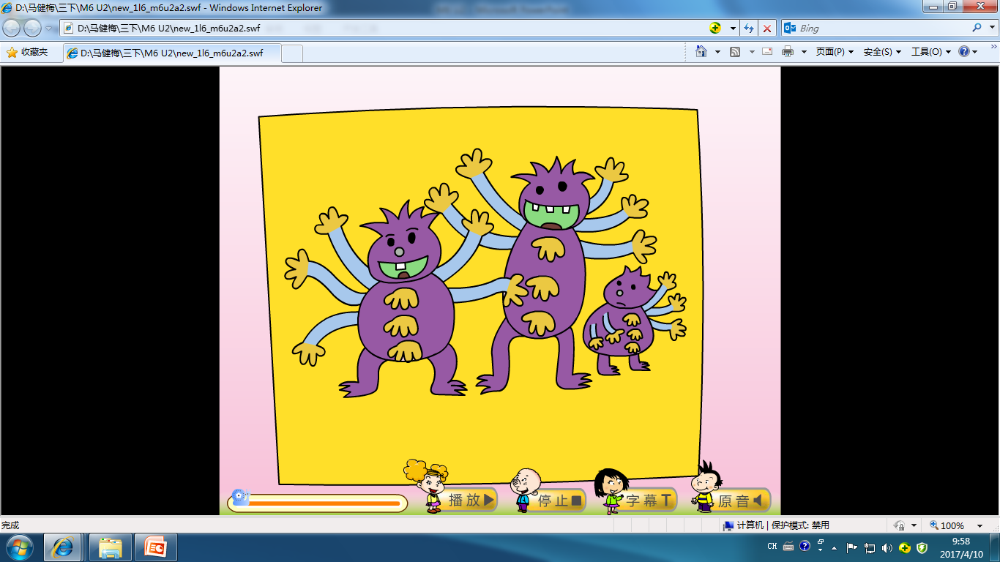 D:\马健梅\三下\M6 U2\new_1l6_m6u2a2.swf - Windows Internet Explorer
D:\马健梅\三下\M6 U2\new_1l6_m6u2a2.swf
Bing
收藏夹
D:\马健梅\三下\M6 U2\new_1l6_m6u2a2.swf
页面(P)
安全(S)
工具(O)
播放
停止
字幕T
原音
完成
计算机 | 保护模式: 禁用
100%
CH
9:58
2017/4/10